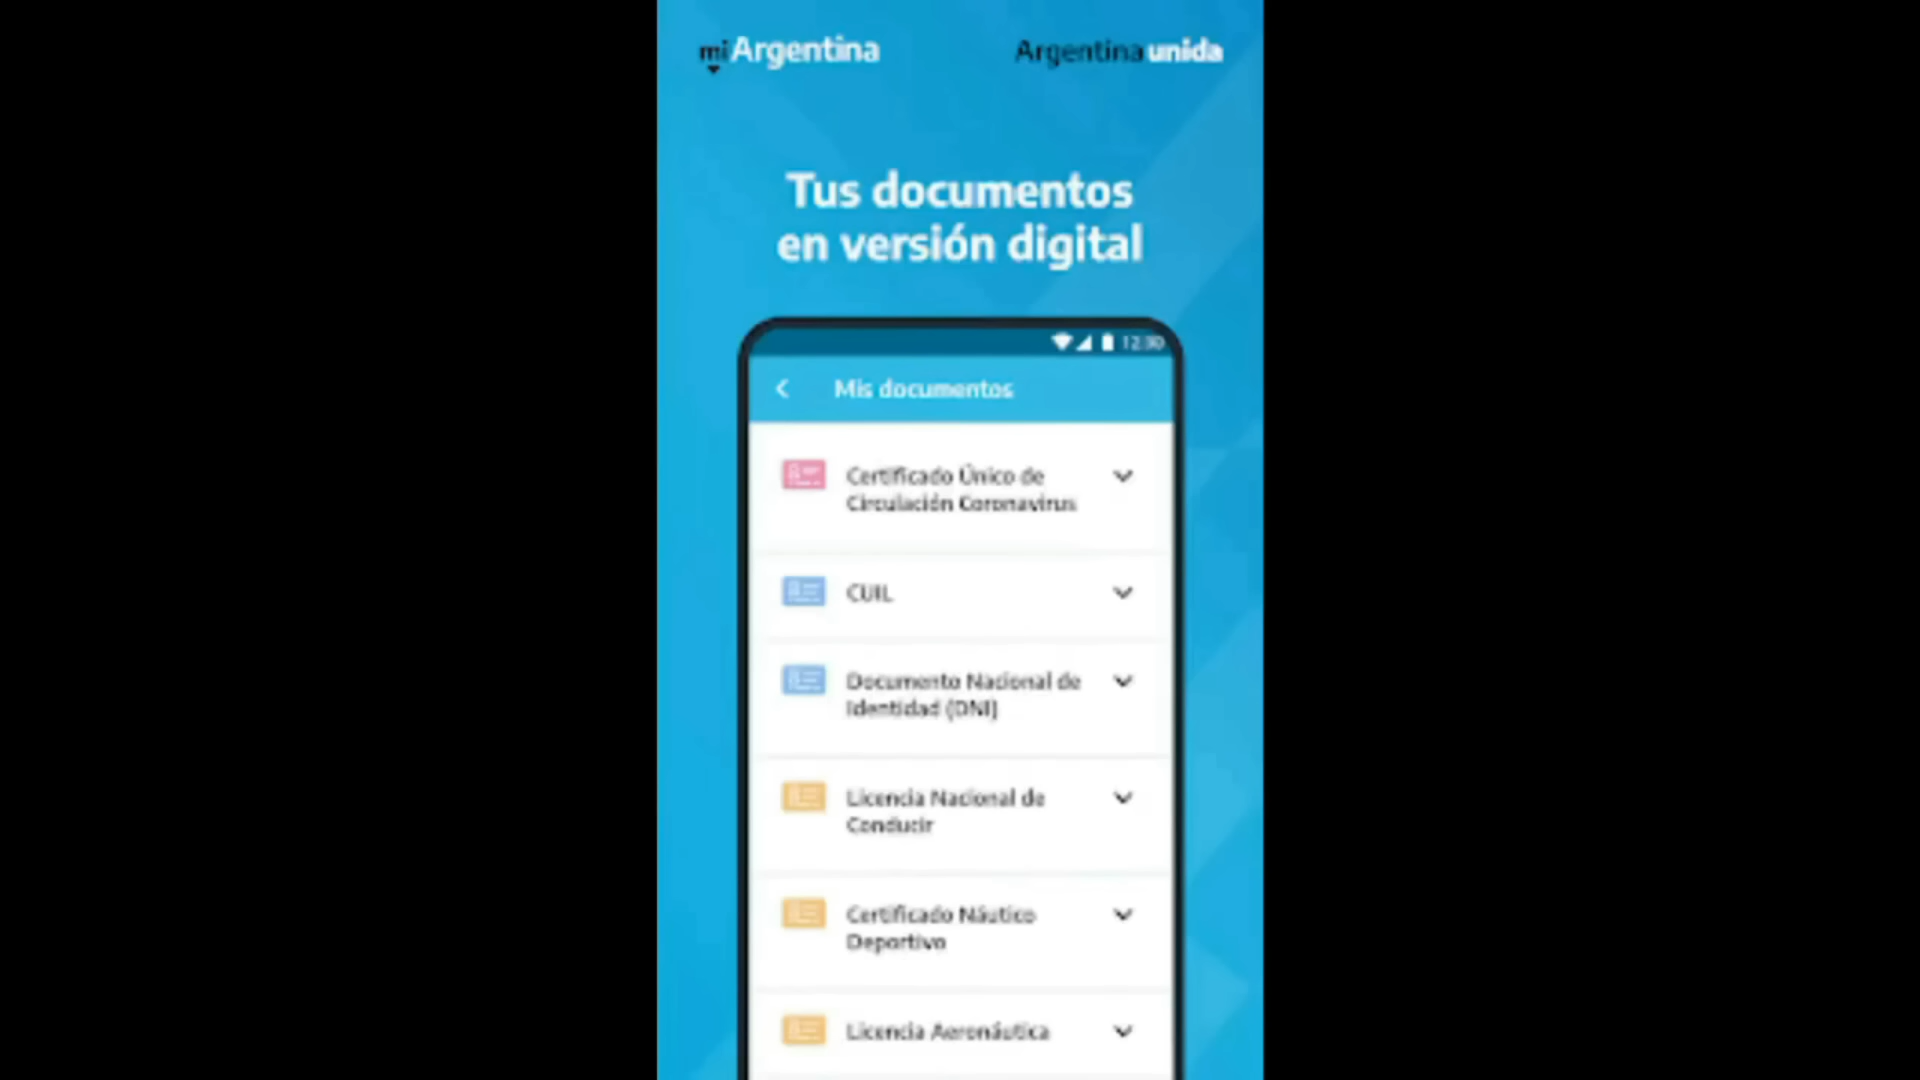 mi Argentina
Argentina unida
Tus documentos
en versión digital
12:30
Mis documentos
Certificado Único de
Circulación Coronavirus
CUIL
Documento Nacional de
Identidad (DNI)
Licencia Nacional de
Conducir
Certificado Náutico
Deportivo
Licencia Aeronáutica